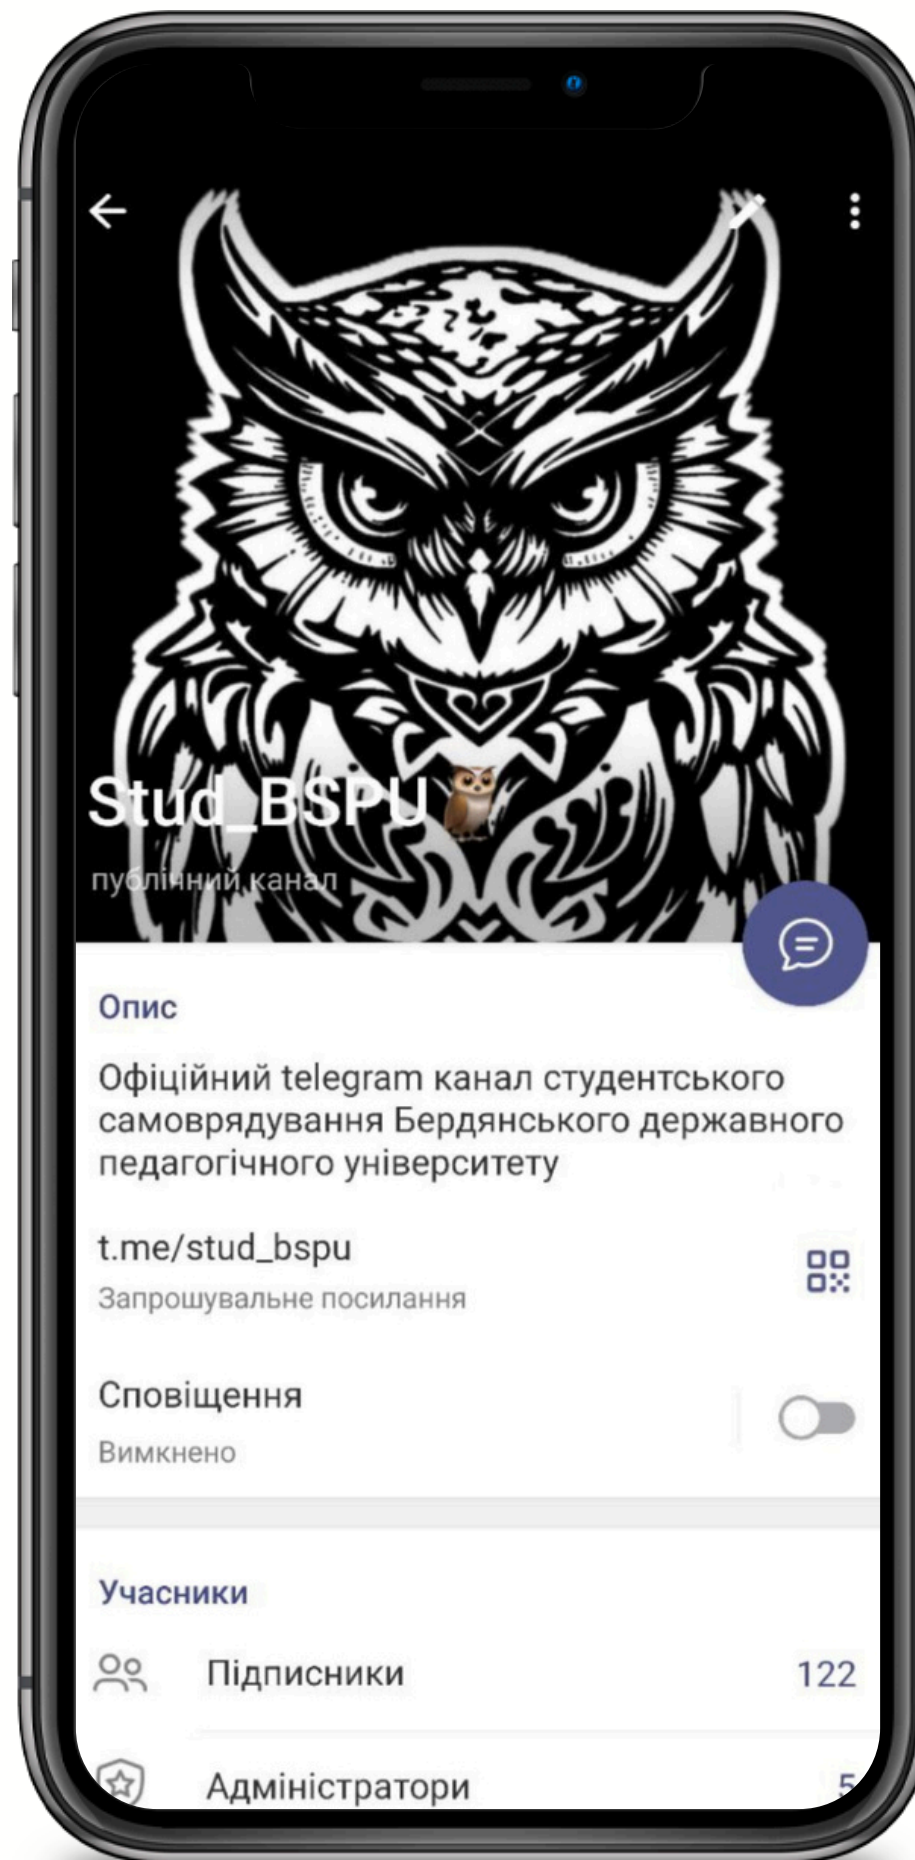 Stud_BSPU🦉
публічний канал
Опис
Офіційний telegram канал студентського
самоврядування Бердянського державного
педагогічного університету
t.me/stud_bspu
Запрошувальне посилання
Сповіщення
Вимкнено
Учасники
Підписники 122
Адміністратори 5